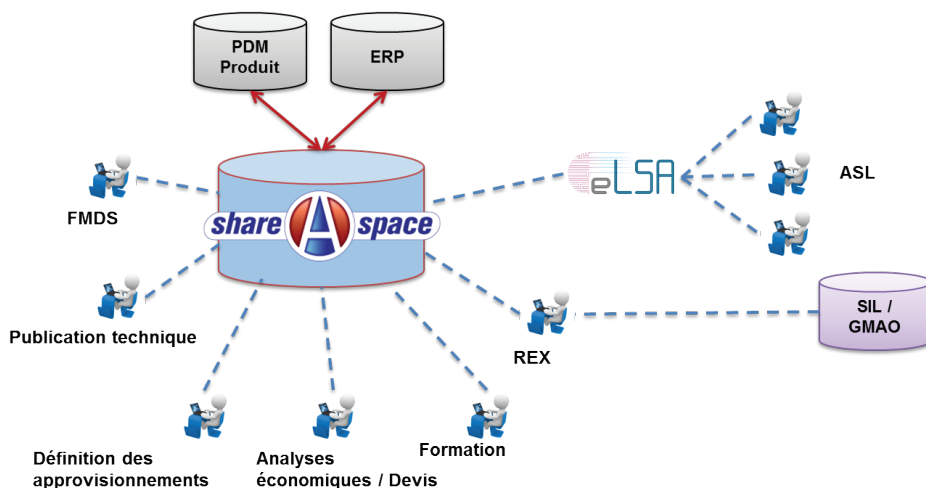 PDM
Produit
ERP
eLSA
ASL
FMDS
share A space
Publication technique
REX
SIL /
GMAO
Définition des
approvisionnements
Analyses
économiques / Devis
Formation